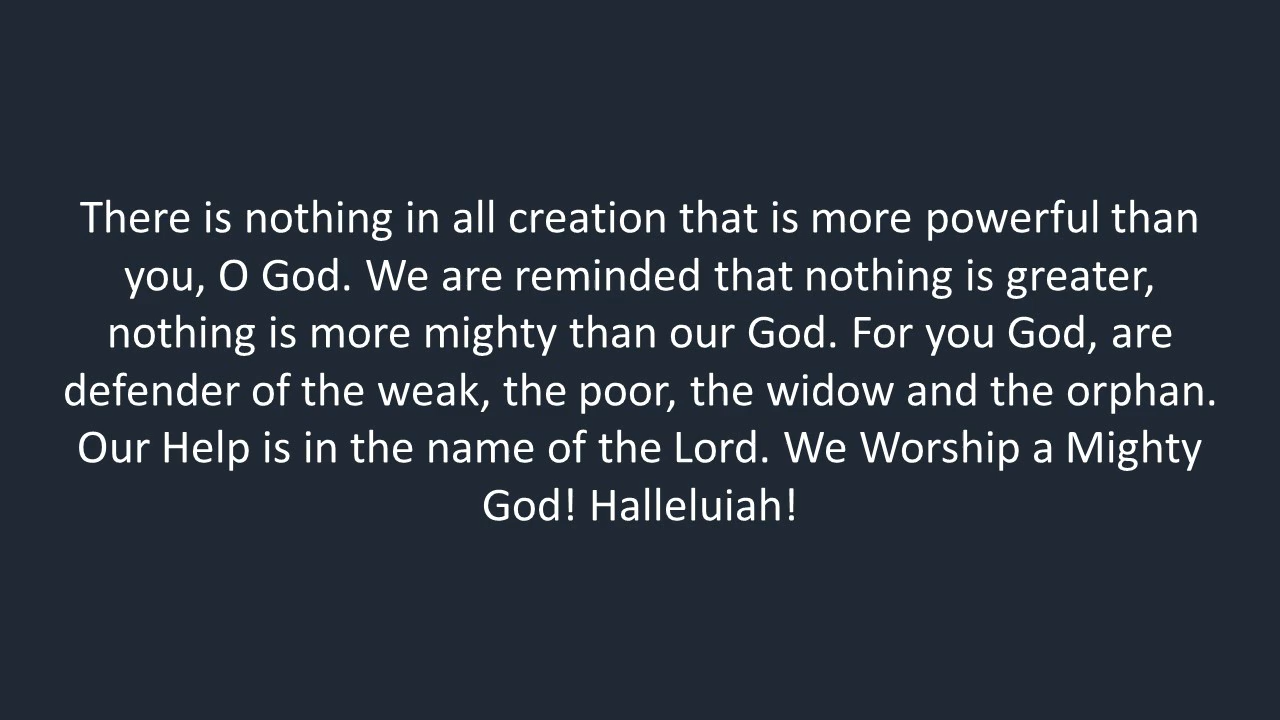 There is nothing in all creation that is more powerful than
you, O God. We are reminded that nothing is greater,
nothing is more mighty than our God. For you God, are
defender of the weak, the poor, the widow and the orphan.
Our Help is in the name of the Lord. We Worship a Mighty
God! Halleluiah!